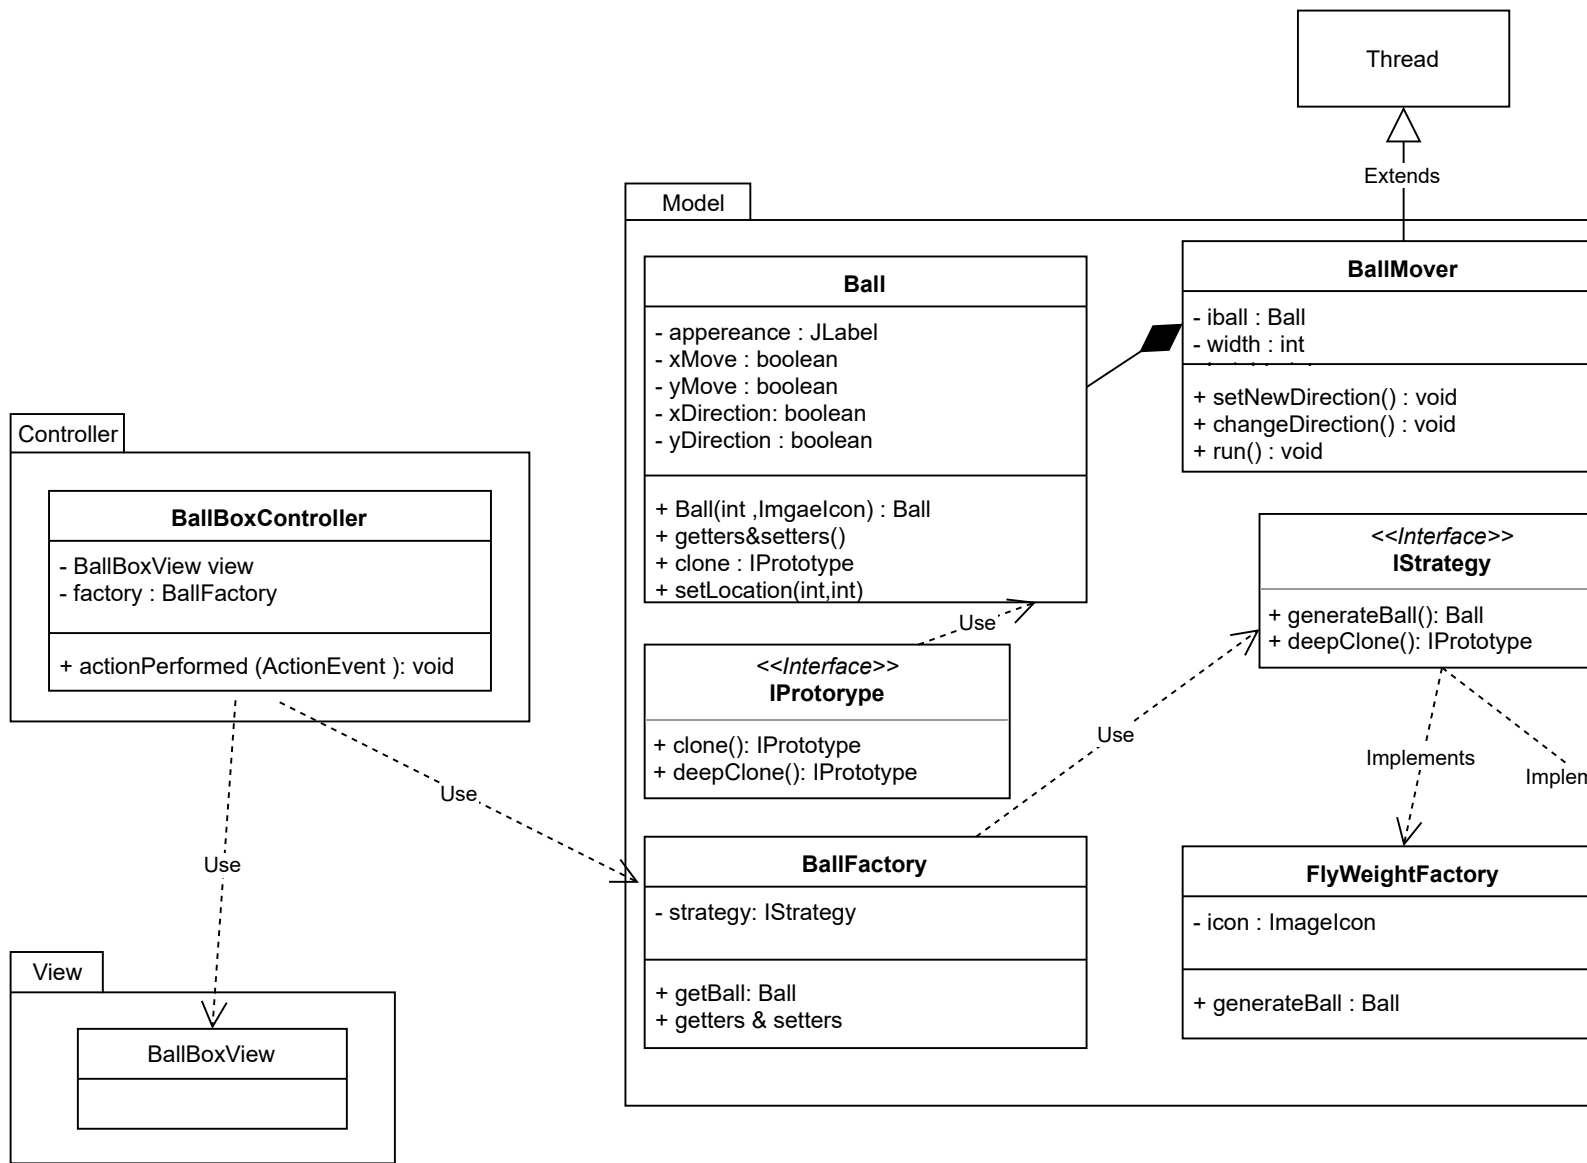 Thread
Extends
Model
Ball
- appereance : JLabel
- xMove : boolean
- yMove : boolean
- xDirection: boolean
- yDirection : boolean
+ Ball(int ,ImgaeIcon) : Ball
+ getters&setters()
+ clone : IPrototype
+ setLocation(int,int)
BallMover
- iball : Ball
- width : int
+ setNewDirection() : void
+ changeDirection() : void
+ run() : void
Controller
BallBoxController
- BallBoxView view
- factory : BallFactory
+ actionPerformed (ActionEvent ): void
<<Interface>>
IStrategy
+ generateBall(): Ball
+ deepClone(): IPrototype
Use
<<Interface>>
IProtorype
+ clone(): IPrototype
+ deepClone(): IPrototype
Use
Implements
Implem
Use
Use
BallFactory
- strategy: IStrategy
+ getBall: Ball
+ getters & setters
FlyWeightFactory
- icon : ImageIcon
+ generateBall : Ball
View
BallBoxView